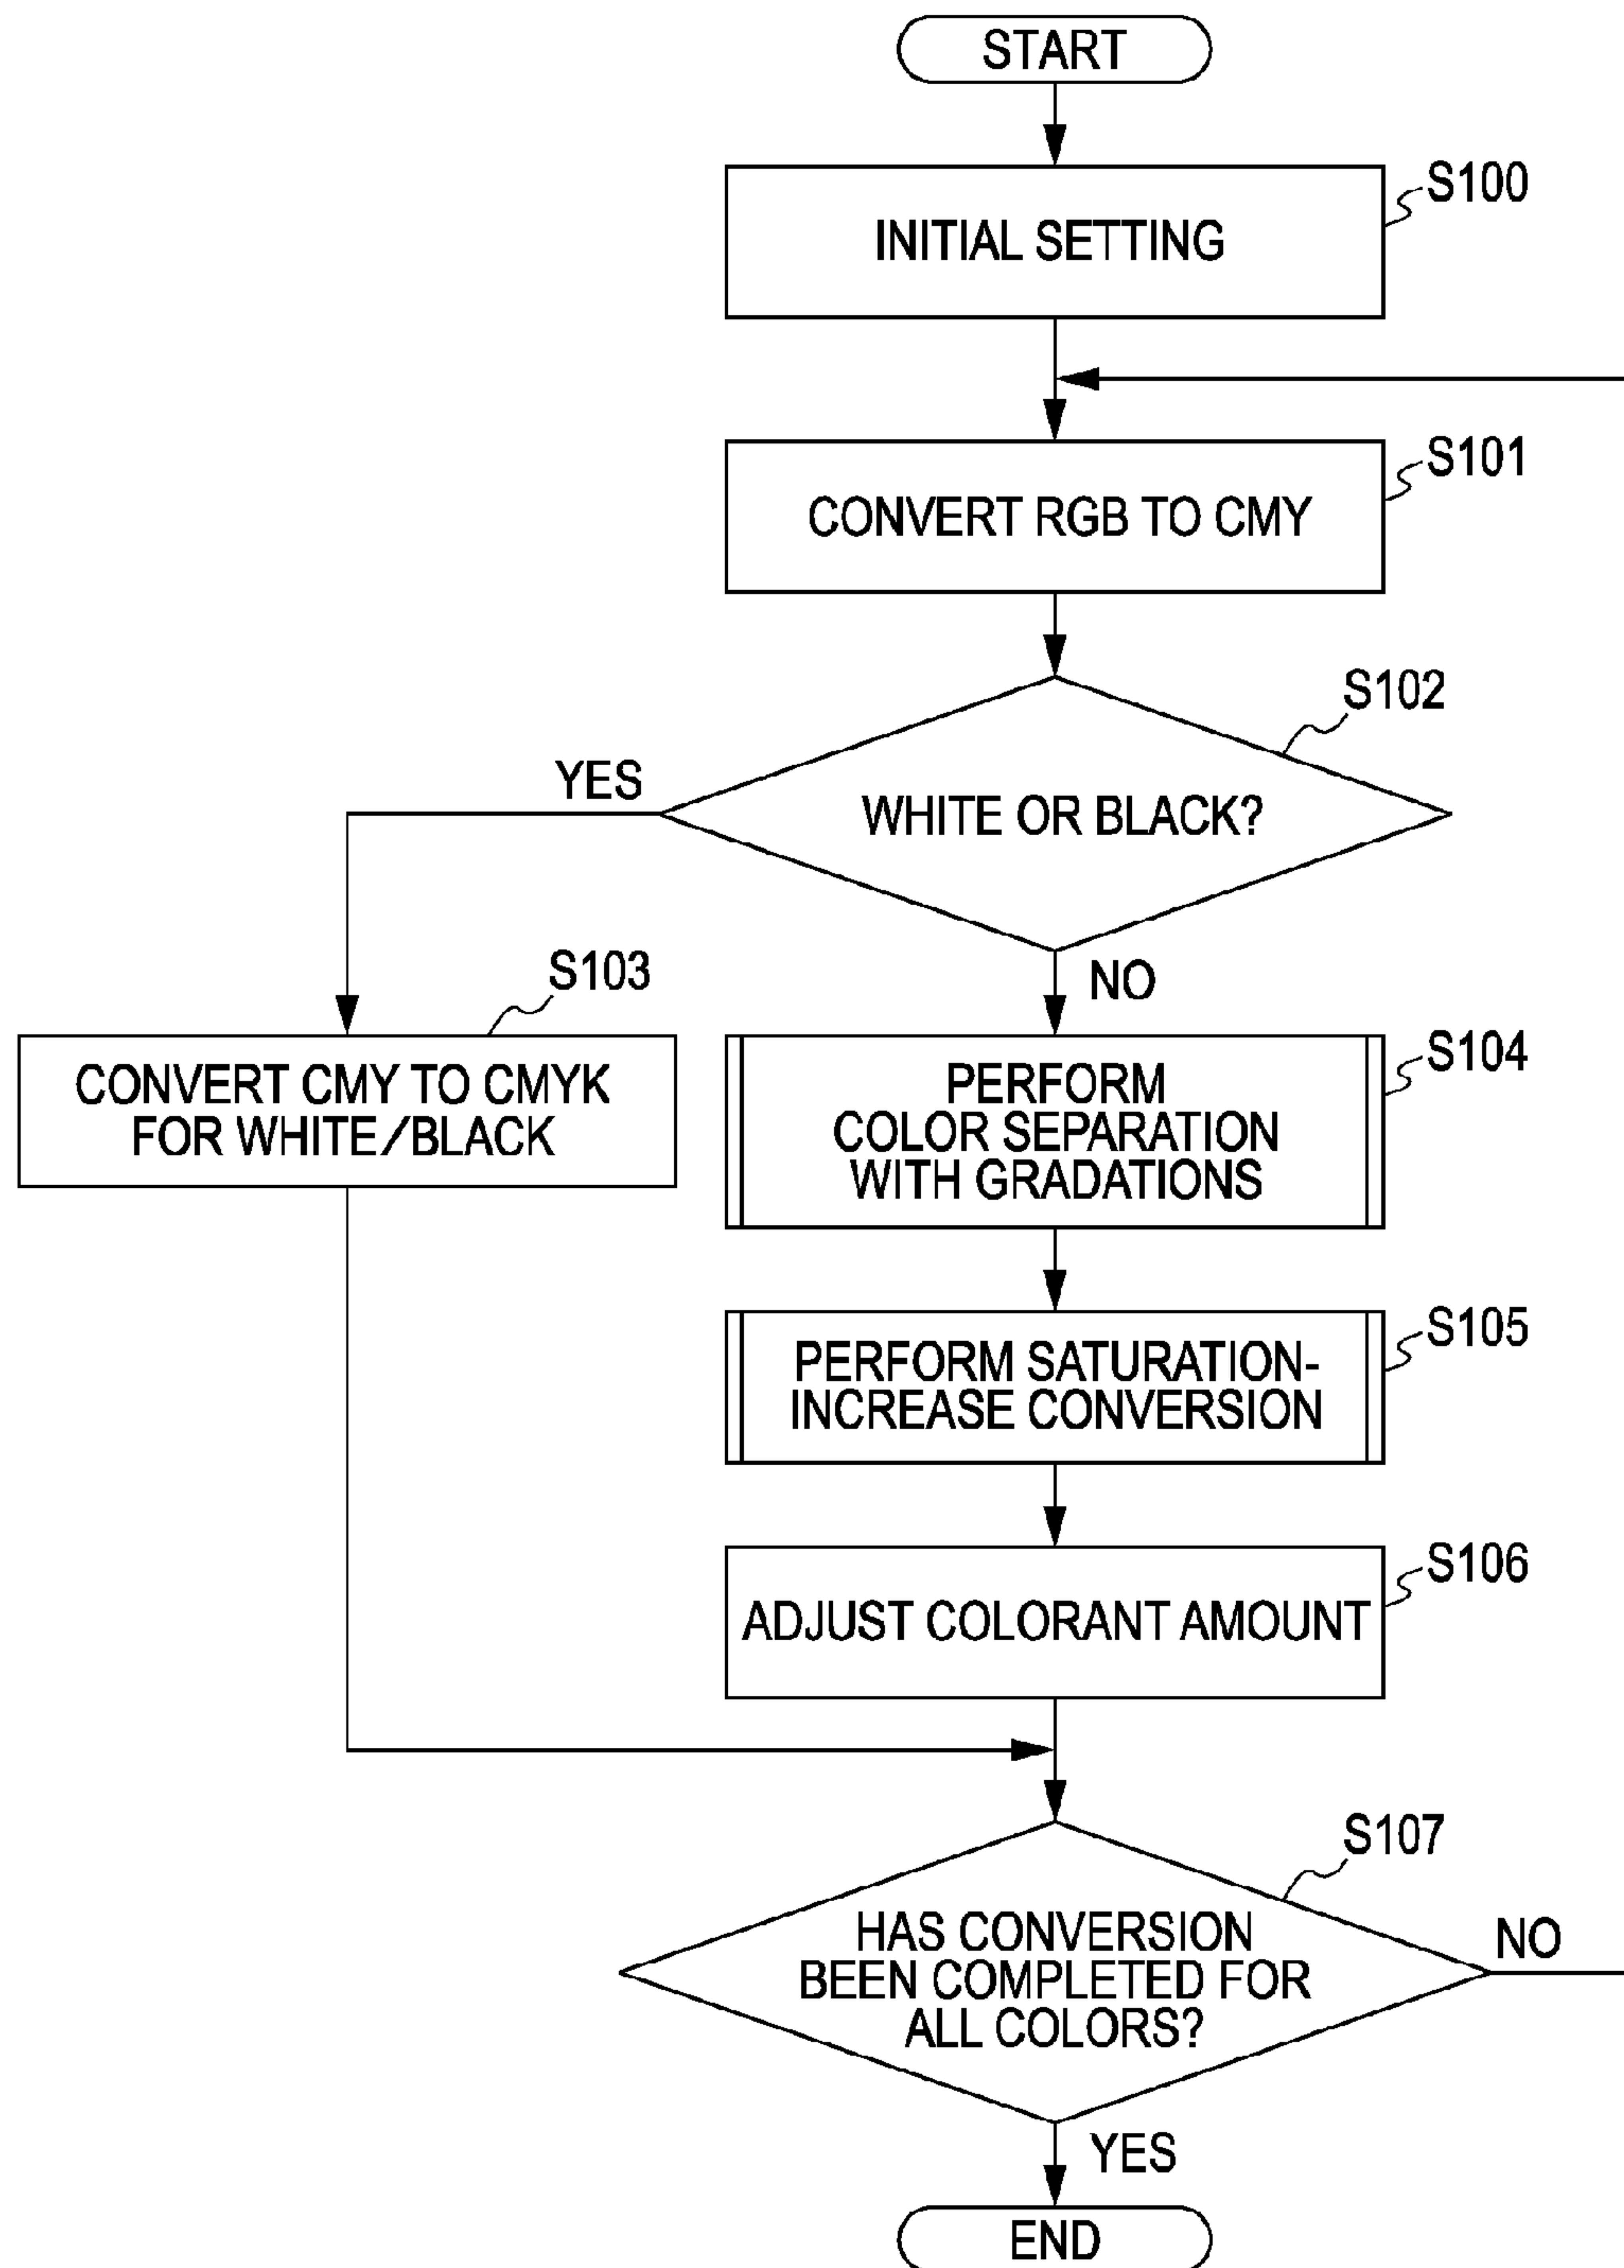 START
S100
INITIAL SETTING
S101
CONVERT RGB TO CMY
S102
WHITE OR BLACK?
YES
NO
S103
CONVERT CMY TO CMYK
FOR WHITE/BLACK
S104
PERFORM
COLOR SEPARATION
WITH GRADATIONS
S105
PERFORM SATURATION-
INCREASE CONVERSION
S106
ADJUST COLORANT AMOUNT
S107
HAS CONVERSION
BEEN COMPLETED FOR
ALL COLORS?
NO
YES
END